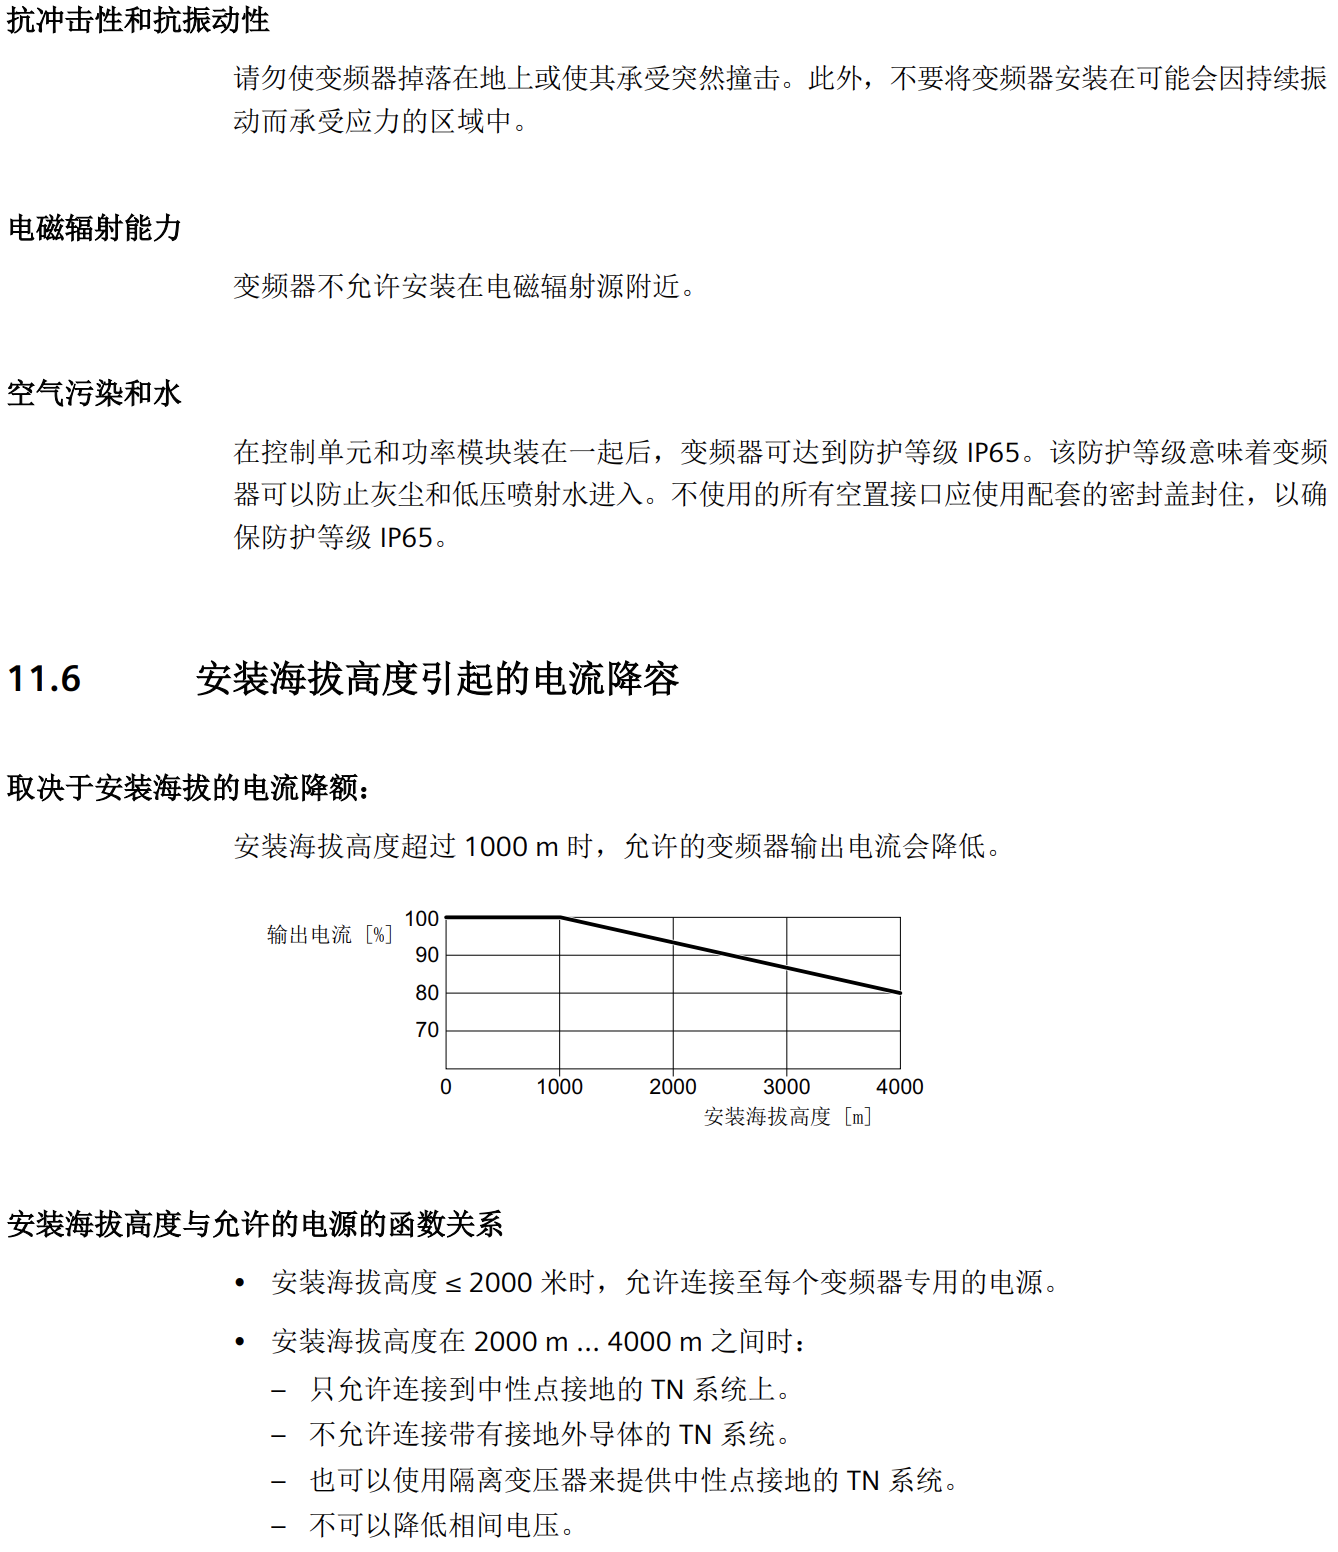 抗冲击性和抗振动性
请勿使变频器掉落在地上或使其承受突然撞击。此外，不要将变频器安装在可能会因持续振
动而承受应力的区域中。
电磁辐射能力
变频器不允许安装在电磁辐射源附近。
空气污染和水
在控制单元和功率模块装在一起后，变频器可达到防护等级 IP65。该防护等级意味着变频
器可以防止灰尘和低压喷射水进入。不使用的所有空置接口应使用配套的密封盖封住，以确
保防护等级 IP65。
11.6 安装海拔高度引起的电流降容
取决于安装海拔的电流降额：
安装海拔高度超过 1000 m 时，允许的变频器输出电流会降低。
输出电流 [%]
100
90
80
70
0 1000 2000 3000 4000
安装海拔高度 [m]
安装海拔高度与允许的电源的函数关系
• 安装海拔高度 ≤ 2000 米时，允许连接至每个变频器专用的电源。
• 安装海拔高度在 2000 m ... 4000 m 之间时：
– 只允许连接到中性点接地的 TN 系统上。
– 不允许连接带有接地外导体的 TN 系统。
– 也可以使用隔离变压器来提供中性点接地的 TN 系统。
– 不可以降低相间电压。